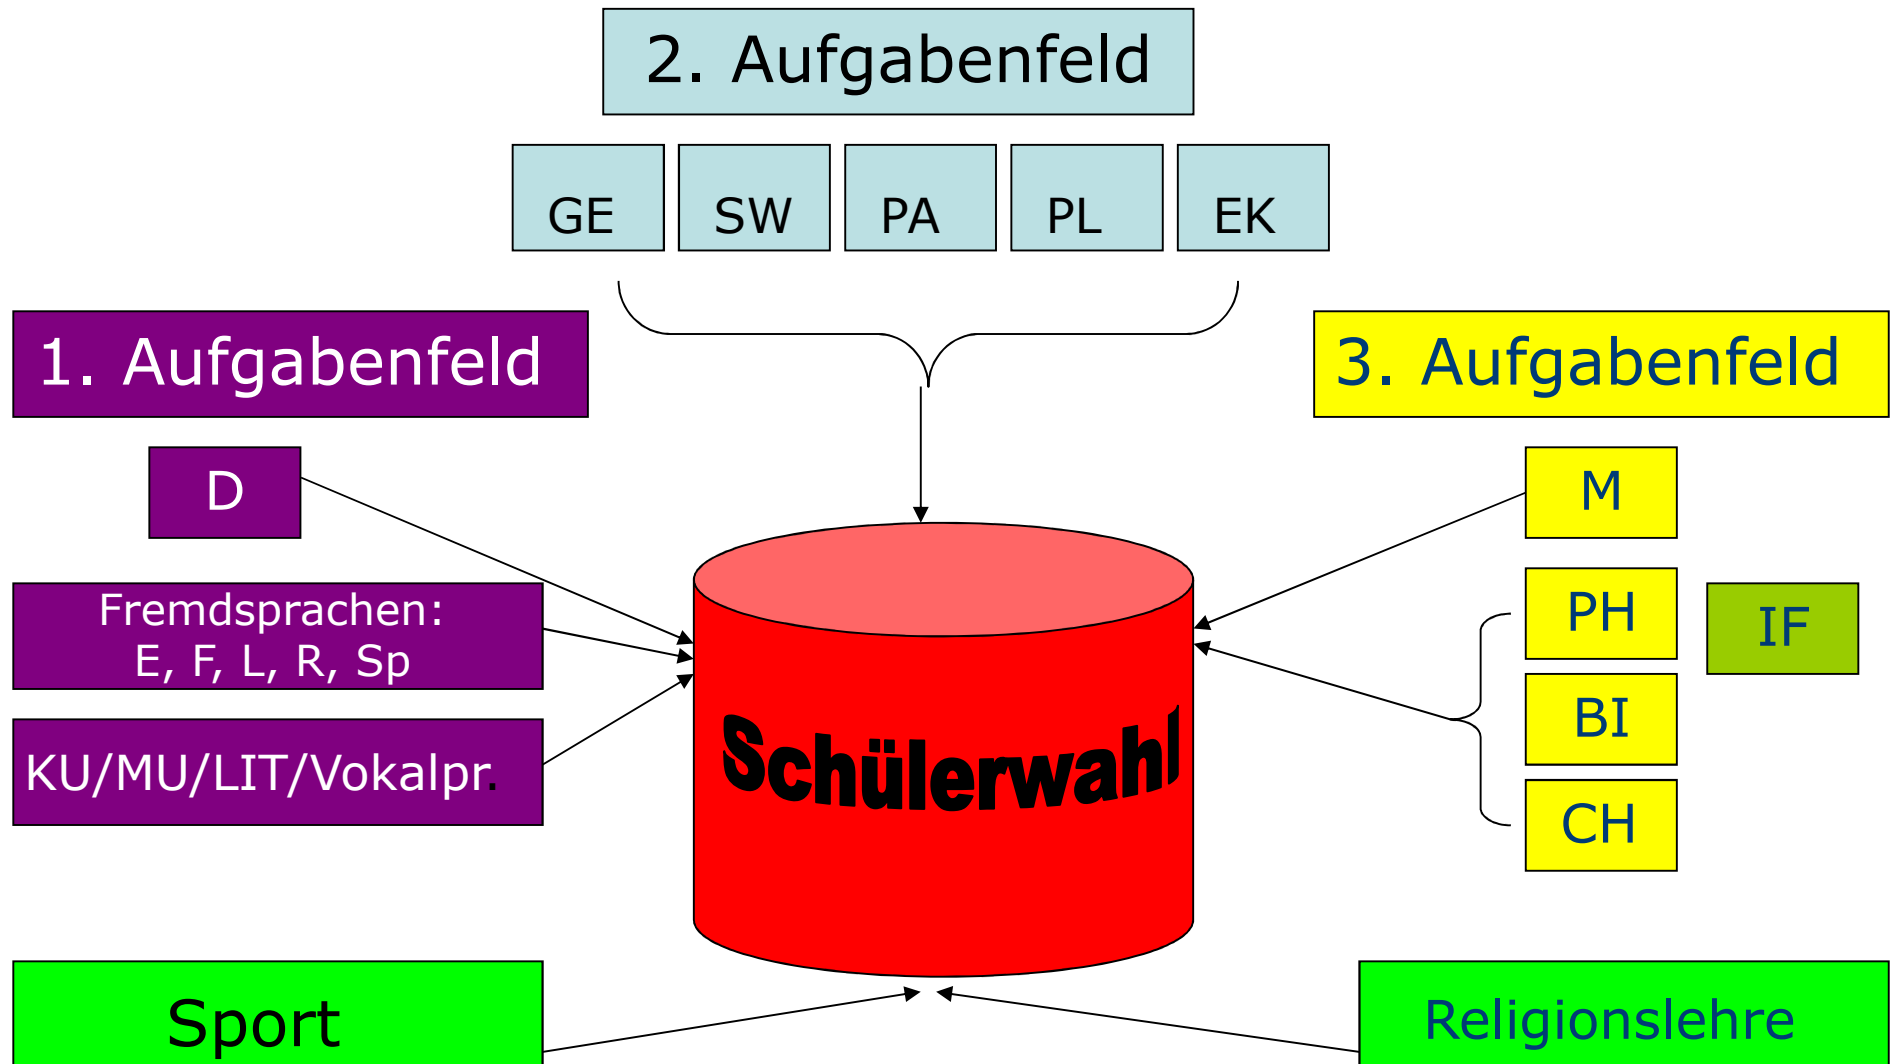 2. Aufgabenfeld
GE SW PA PL EK
1. Aufgabenfeld
3. Aufgabenfeld
D
M
Fremdsprachen:
E, F, L, R, Sp
PH
IF
BI
KU/MU/LIT/Vokalpr.
Schülerwahl
CH
Sport
Religionslehre